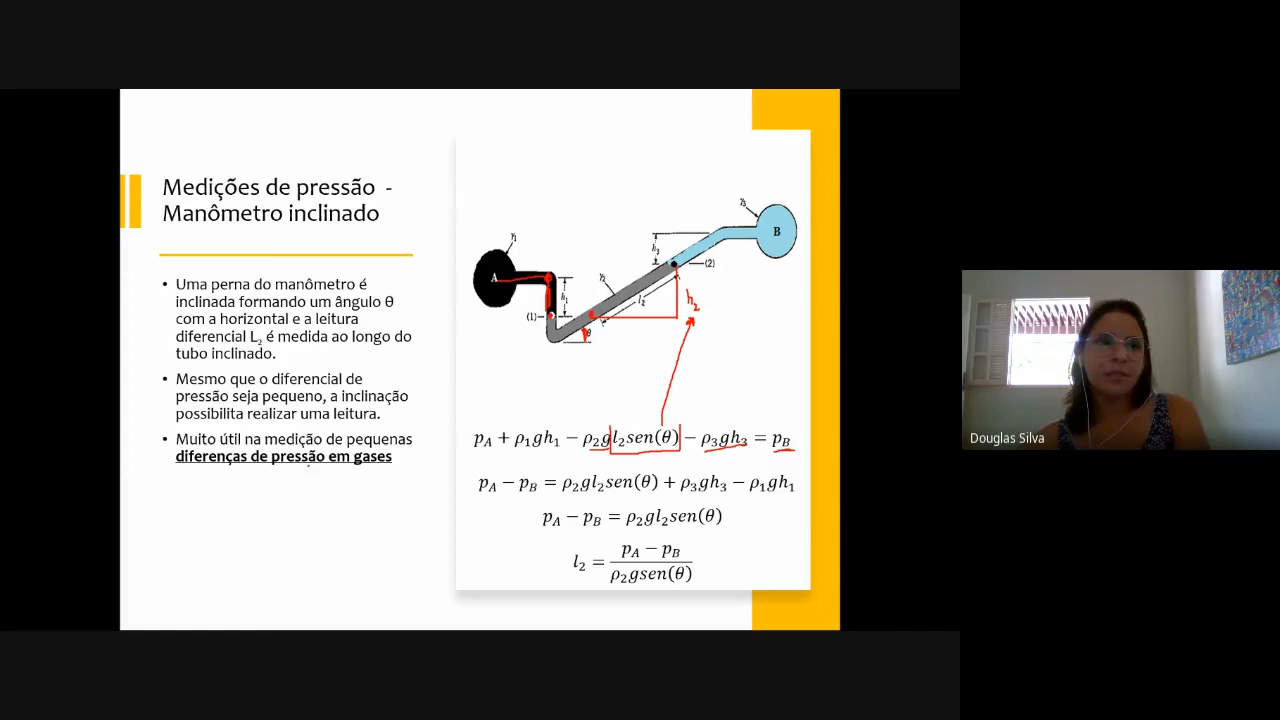 Medições de pressão -
Manômetro inclinado
• Uma perna do manômetro é
inclinada formando um ângulo θ
com a horizontal e a leitura
diferencial L₂ é medida ao longo do
tubo inclinado.
• Mesmo que o diferencial de
pressão seja pequeno, a inclinação
possibilita realizar uma leitura.
• Muito útil na medição de pequenas
diferenças de pressão em gases
γ₃
B
γ₁
h₃
(2)
A
γ₂
h₁
l₂
h₂
(1)
θ
p_A + ρ₁gh₁ − ρ₂gl₂sen(θ) − ρ₃gh₃ = p_B
p_A − p_B = ρ₂gl₂sen(θ) + ρ₃gh₃ − ρ₁gh₁
p_A − p_B = ρ₂gl₂sen(θ)
l₂ = (p_A − p_B) / (ρ₂gsen(θ))
Douglas Silva